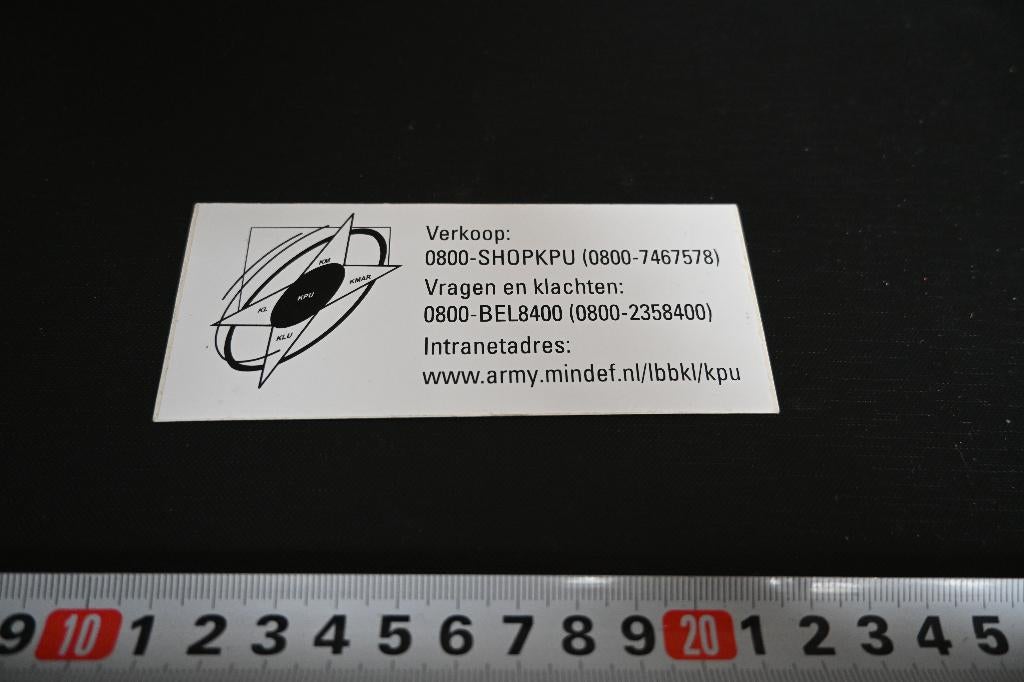 KM
KMAR
KPU
KL
KLU
Verkoop:
0800-SHOPKPU (0800-7467578)
Vragen en klachten:
0800-BEL8400 (0800-2358400)
Intranetadres:
www.army.mindef.nl/lbbkl/kpu
9 10 1 2 3 4 5 6 7 8 9 20 1 2 3 4 5